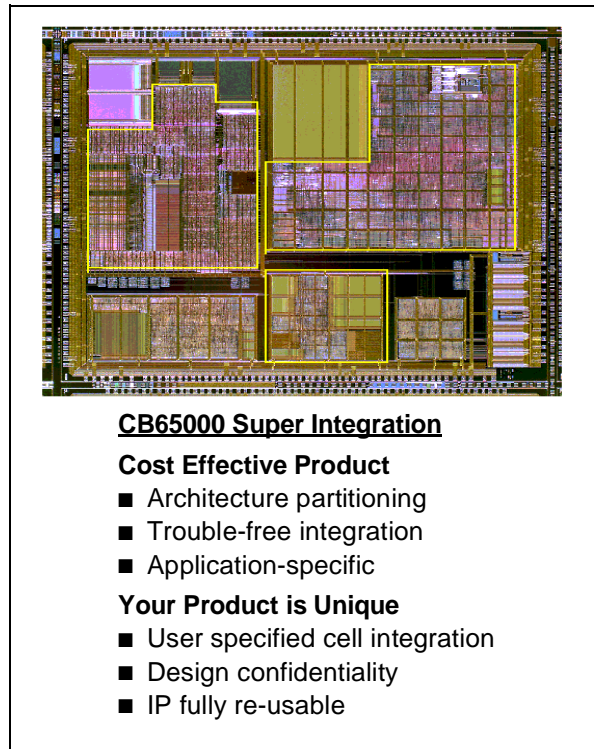 CB65000 Super Integration
Cost Effective Product
■ Architecture partitioning
■ Trouble-free integration
■ Application-specific
Your Product is Unique
■ User specified cell integration
■ Design confidentiality
■ IP fully re-usable